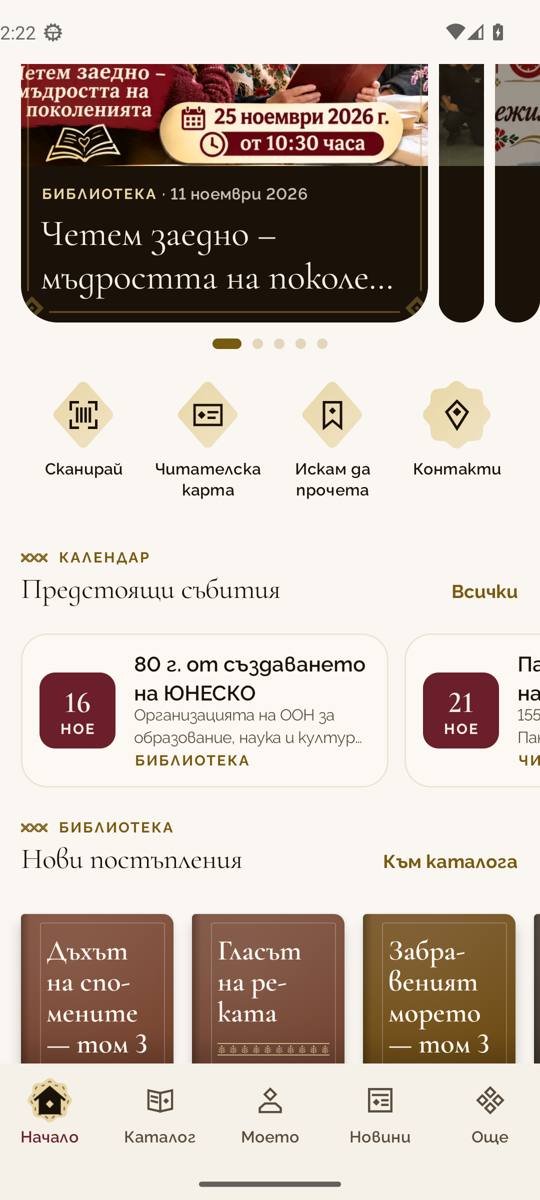 2:22
Четем заедно –
мъдростта на
поколенията
25 ноември 2026 г.
от 10:30 часа
БИБЛИОТЕКА · 11 ноември 2026
Четем заедно –
мъдростта на поколе...
Сканирай
Читателска
карта
Искам да
прочета
Контакти
КАЛЕНДАР
Предстоящи събития
Всички
16
НОЕ
80 г. от създаването
на ЮНЕСКО
Организацията на ООН за
образование, наука и култур...
БИБЛИОТЕКА
21
НОЕ
155
БИБЛИОТЕКА
Нови постъпления
Към каталога
Дъхът
на спо-
мените
— том 3
Гласът
на ре-
ката
Забра-
веният
морето
— том 3
Начало
Каталог
Моето
Новини
Още